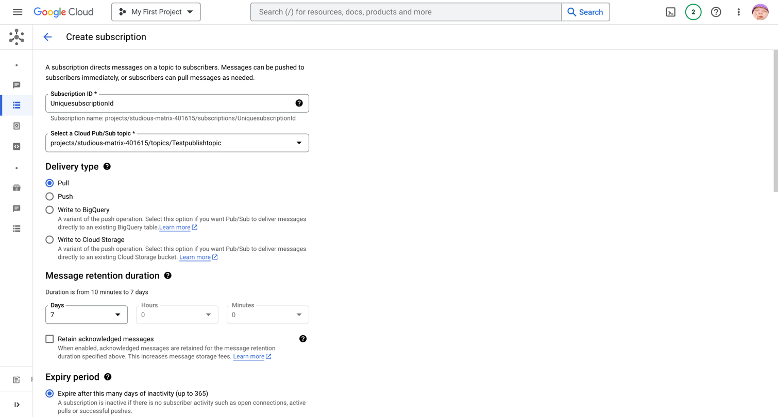 Google Cloud
My First Project
Search (/) for resources, docs, products and more
Search
2
Create subscription
A subscription directs messages on a topic to subscribers. Messages can be pushed to
subscribers immediately, or subscribers can pull messages as needed.
Subscription ID *
UniquesubscriptionId
Subscription name: projects/studious-matrix-401615/subscriptions/UniquesubscriptionId
Select a Cloud Pub/Sub topic *
projects/studious-matrix-401615/topics/Testpublishtopic
Delivery type
Pull
Push
Write to BigQuery
A variant of the push operation. Select this option if you want Pub/Sub to deliver messages
directly to an existing BigQuery table.Learn more
Write to Cloud Storage
A variant of the push operation. Select this option if you want Pub/Sub to deliver messages
directly to an existing Cloud Storage bucket. Learn more
Message retention duration
Duration is from 10 minutes to 7 days
Days Hours Minutes
7 0 0
Retain acknowledged messages
When enabled, acknowledged messages are retained for the message retention
duration specified above. This increases message storage fees. Learn more
Expiry period
Expire after this many days of inactivity (up to 365)
A subscription is inactive if there is no subscriber activity such as open connections, active
pulls or successful pushes.